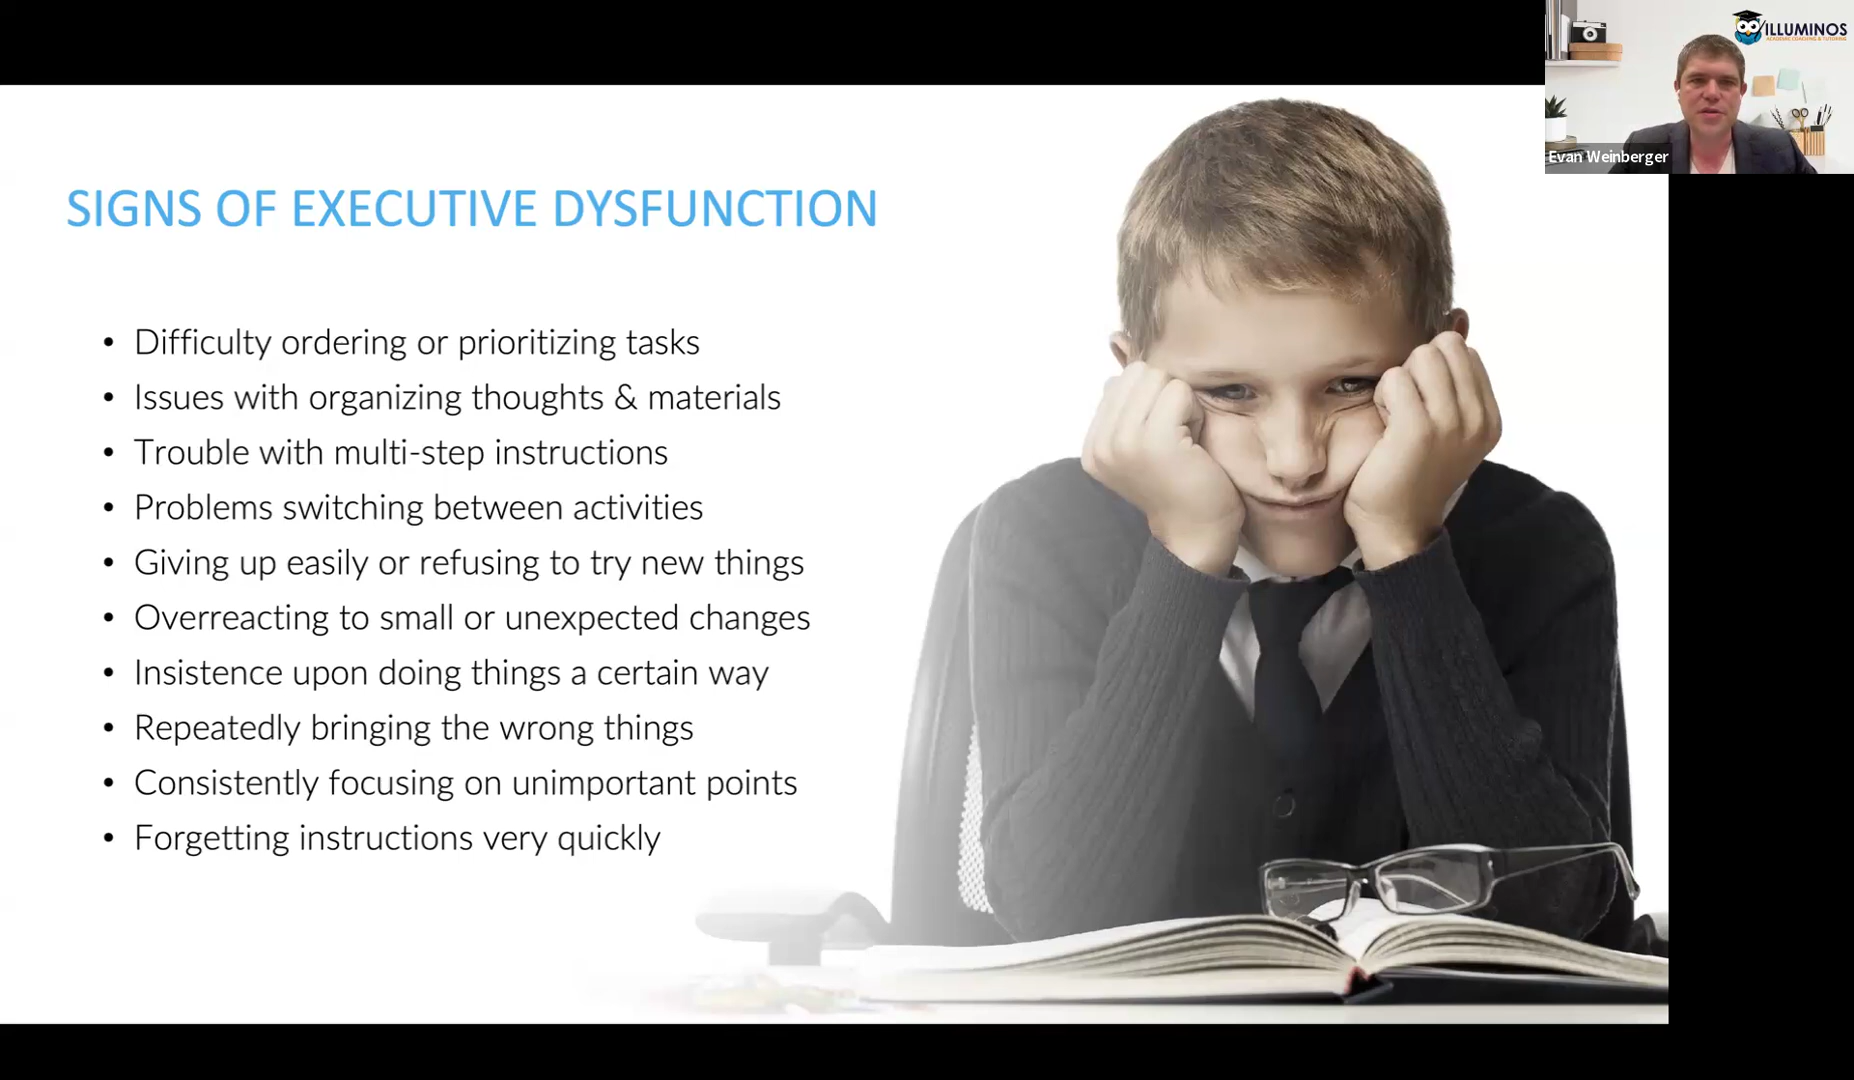 ILLUMINOS
ACADEMIC COACHING & TUTORING
Evan Weinberger
SIGNS OF EXECUTIVE DYSFUNCTION
• Difficulty ordering or prioritizing tasks
• Issues with organizing thoughts & materials
• Trouble with multi-step instructions
• Problems switching between activities
• Giving up easily or refusing to try new things
• Overreacting to small or unexpected changes
• Insistence upon doing things a certain way
• Repeatedly bringing the wrong things
• Consistently focusing on unimportant points
• Forgetting instructions very quickly